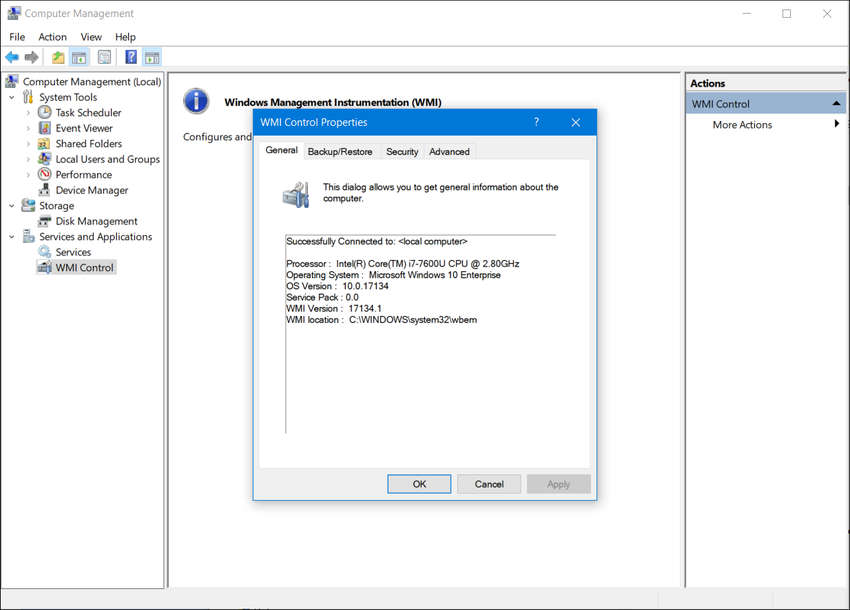 Computer Management
File Action View Help
Computer Management (Local)
System Tools
Task Scheduler
Event Viewer
Shared Folders
Local Users and Groups
Performance
Device Manager
Storage
Disk Management
Services and Applications
Services
WMI Control
Windows Management Instrumentation (WMI)
Configures and
WMI Control Properties
?
General Backup/Restore Security Advanced
This dialog allows you to get general information about the
computer.
Successfully Connected to: <local computer>
Processor : Intel(R) Core(TM) i7-7600U CPU @ 2.80GHz
Operating System : Microsoft Windows 10 Enterprise
OS Version : 10.0.17134
Service Pack : 0.0
WMI Version : 17134.1
WMI location : C:\WINDOWS\system32\wbem
OK Cancel Apply
Actions
WMI Control
More Actions